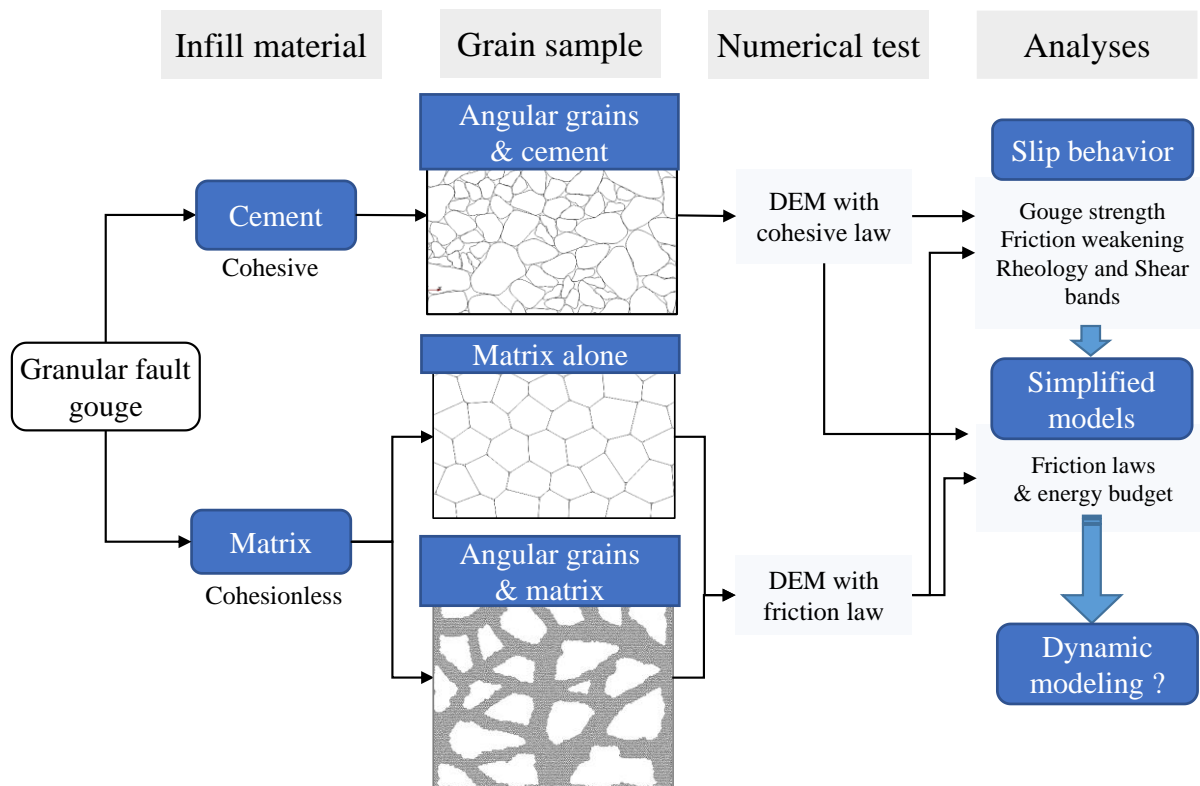 Infill material
Grain sample
Numerical test
Analyses
Granular fault
gouge
Cement
Cohesive
Matrix
Cohesionless
Angular grains
& cement
Matrix alone
Angular grains
& matrix
DEM with
cohesive law
DEM with
friction law
Slip behavior
Gouge strength
Friction weakening
Rheology and Shear
bands
Simplified
models
Friction laws
& energy budget
Dynamic
modeling ?